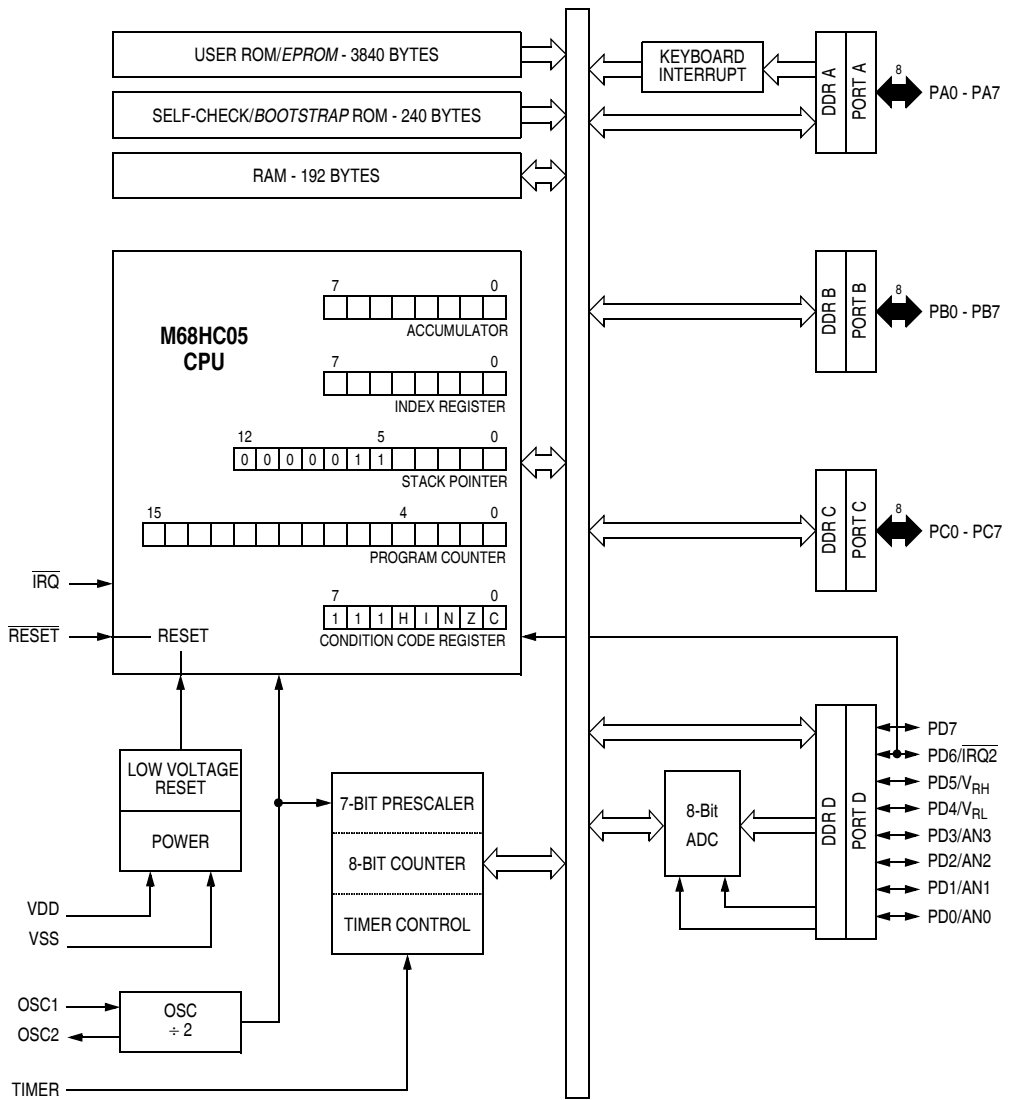 USER ROM/EPROM - 3840 BYTES
SELF-CHECK/BOOTSTRAP ROM - 240 BYTES
RAM - 192 BYTES
KEYBOARD
INTERRUPT
DDR A
PORT A
8
PA0 - PA7
M68HC05
CPU
7 0
ACCUMULATOR
7 0
INDEX REGISTER
12 5 0
0 0 0 0 0 1 1
STACK POINTER
15 4 0
PROGRAM COUNTER
7 0
1 1 1 H I N Z C
CONDITION CODE REGISTER
IRQ
RESET
RESET
DDR B
PORT B
8
PB0 - PB7
DDR C
PORT C
8
PC0 - PC7
LOW VOLTAGE
RESET
POWER
VDD
VSS
7-BIT PRESCALER
8-BIT COUNTER
TIMER CONTROL
OSC1
OSC2
OSC
÷ 2
TIMER
8-Bit
ADC
DDR D
PORT D
PD7
PD6/IRQ2
PD5/VRH
PD4/VRL
PD3/AN3
PD2/AN2
PD1/AN1
PD0/AN0